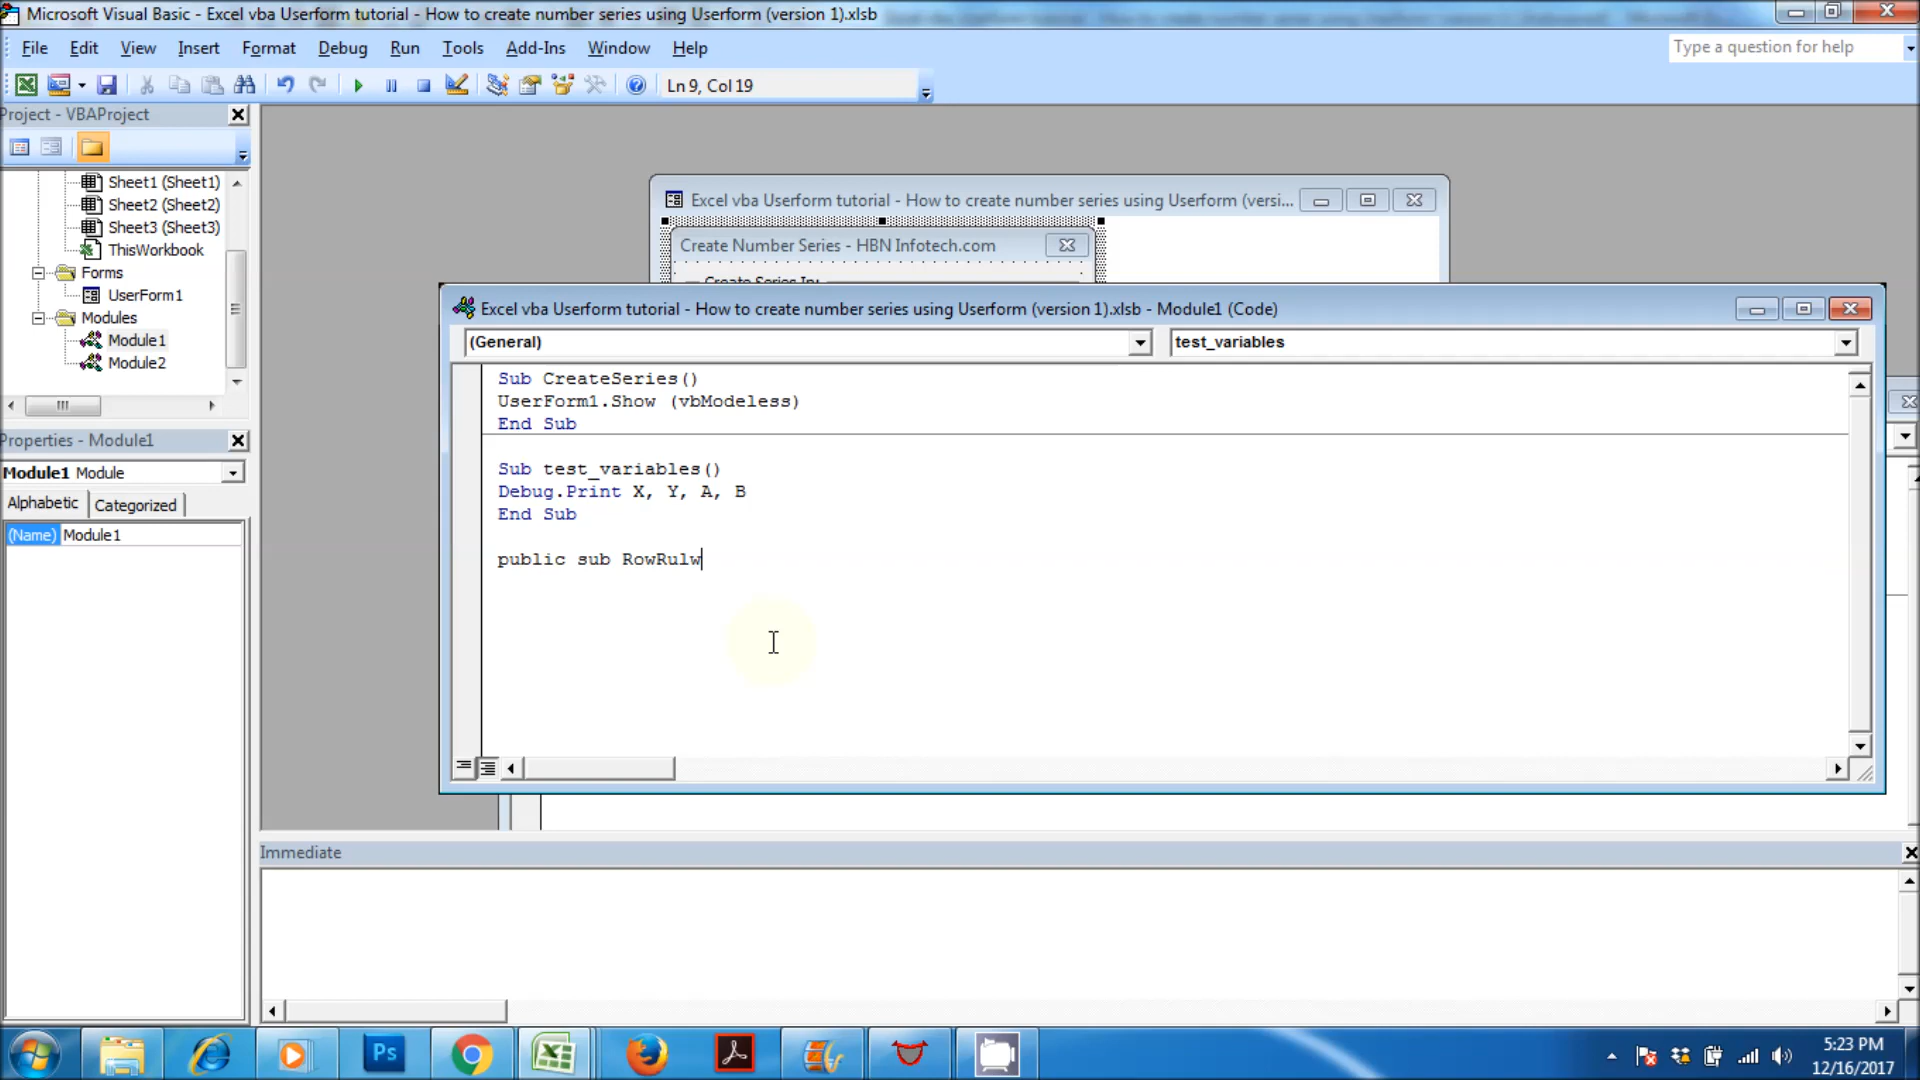 Microsoft Visual Basic - Excel vba Userform tutorial - How to create number series using Userform (version 1).xlsb
File Edit View Insert Format Debug Run Tools Add-Ins Window Help
Type a question for help
Ln 9, Col 19
Project - VBAProject
Sheet1 (Sheet1)
Sheet2 (Sheet2)
Sheet3 (Sheet3)
ThisWorkbook
Forms
UserForm1
Modules
Module1
Module2
Properties - Module1
Module1 Module
Alphabetic Categorized
(Name) Module1
Excel vba Userform tutorial - How to create number series using Userform (versi...
Create Number Series - HBN Infotech.com
Create Series In:
Excel vba Userform tutorial - How to create number series using Userform (version 1).xlsb - Module1 (Code)
(General)
test_variables
Sub CreateSeries()
UserForm1.Show (vbModeless)
End Sub
Sub test_variables()
Debug.Print X, Y, A, B
End Sub
public sub RowRulw
Immediate
Ps
5:23 PM
12/16/2017